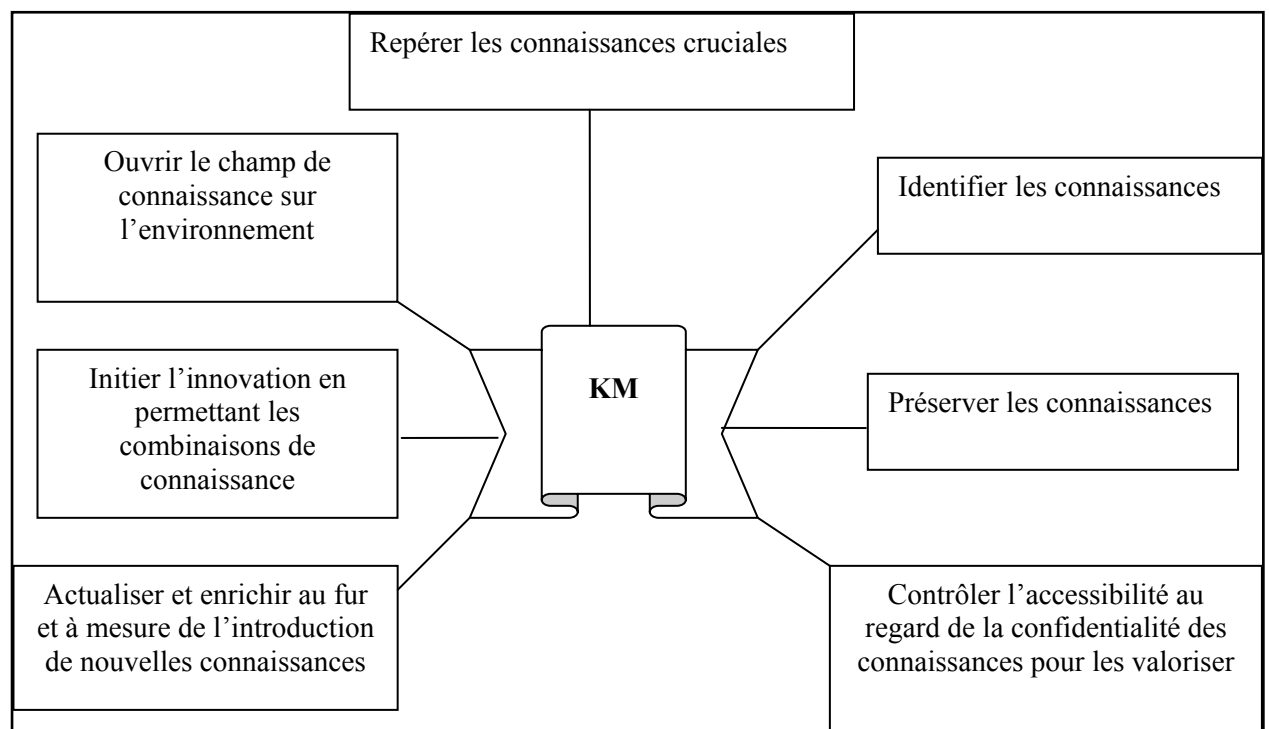 Repérer les connaissances cruciales
Ouvrir le champ de
connaissance sur
l’environnement
Identifier les connaissances
Initier l’innovation en
permettant les
combinaisons de
connaissance
KM
Préserver les connaissances
Actualiser et enrichir au fur
et à mesure de l’introduction
de nouvelles connaissances
Contrôler l’accessibilité au
regard de la confidentialité des
connaissances pour les valoriser